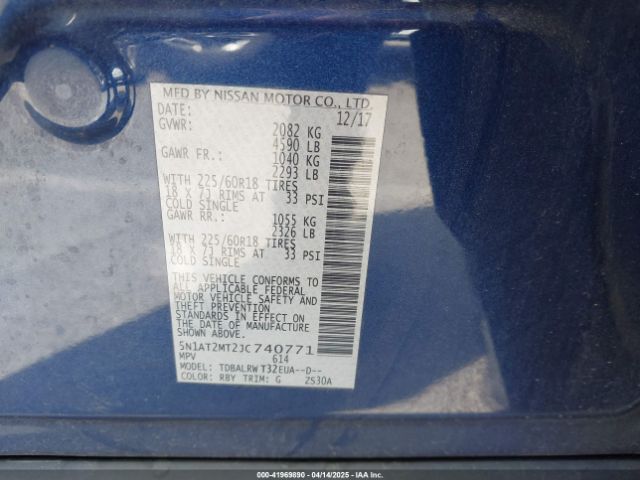 MFD BY NISSAN MOTOR CO., LTD.
DATE: 12/17
GVWR: 2082 KG
4590 LB
GAWR FR.: 1040 KG
2293 LB
WITH 225/60R18 TIRES
18 X 7J RIMS AT 33 PSI
COLD SINGLE
GAWR RR.: 1055 KG
2326 LB
WITH 225/60R18 TIRES
18 X 7J RIMS AT 33 PSI
COLD SINGLE
THIS VEHICLE CONFORMS TO
ALL APPLICABLE FEDERAL
MOTOR VEHICLE SAFETY AND
THEFT PREVENTION
STANDARDS IN EFFECT ON
THE DATE OF MANUFACTURE
SHOWN ABOVE.
5N1AT2MT2JC740771
MPV 614
MODEL: TDBALRWT32EUA--D--
COLOR: RBY TRIM: G 2S30A
000-41969890 - 04/14/2025 - IAA Inc.